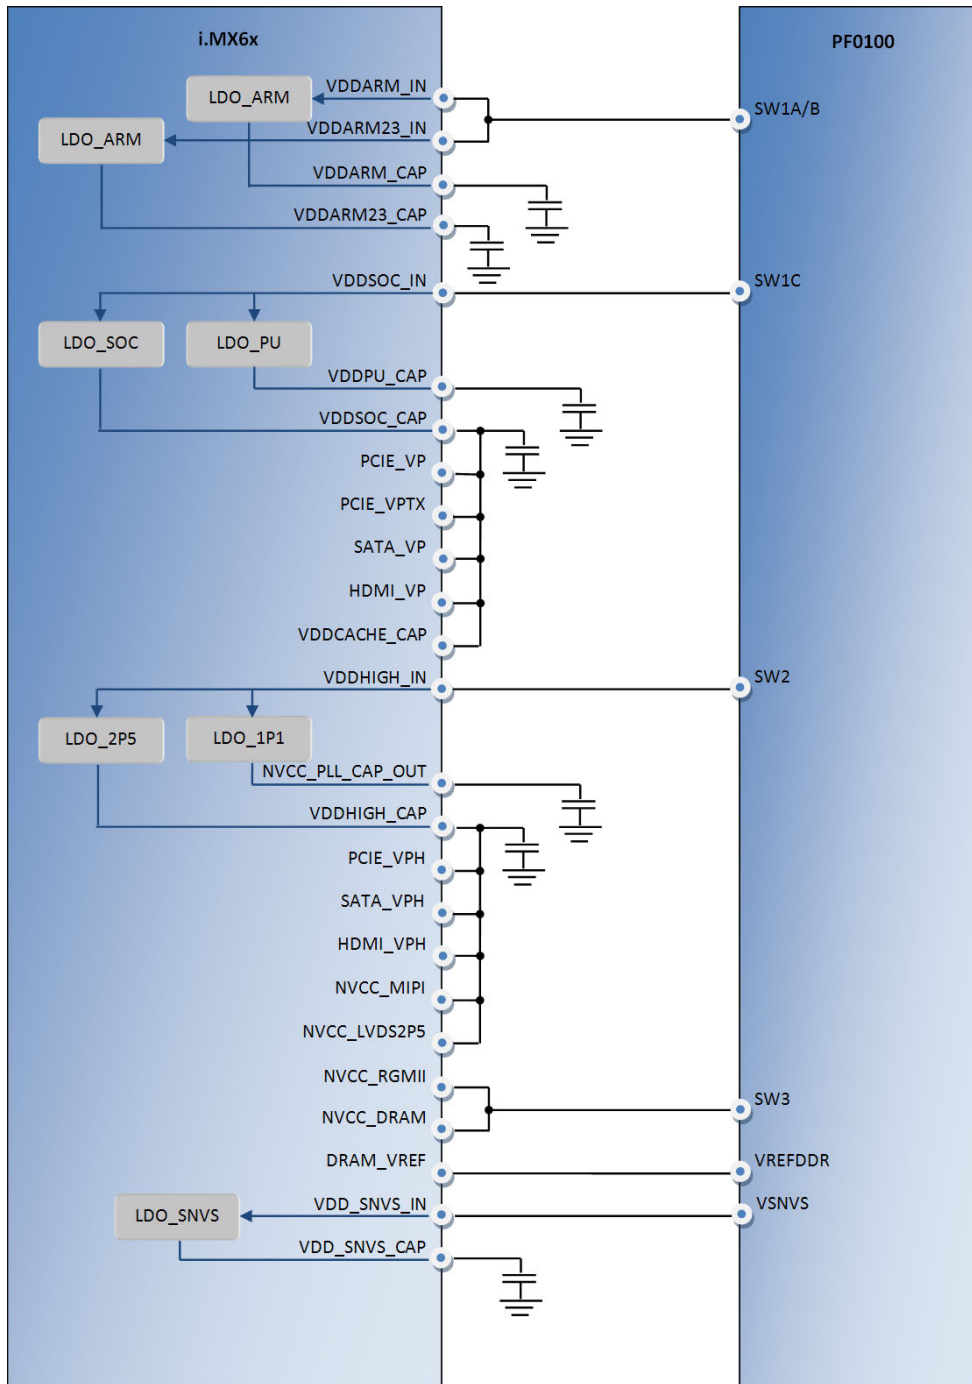 i.MX6x
PF0100
LDO_ARM
VDDARM_IN
SW1A/B
LDO_ARM
VDDARM23_IN
VDDARM_CAP
VDDARM23_CAP
VDDSOC_IN
SW1C
LDO_SOC
LDO_PU
VDDPU_CAP
VDDSOC_CAP
PCIE_VP
PCIE_VPTX
SATA_VP
HDMI_VP
VDDCACHE_CAP
VDDHIGH_IN
SW2
LDO_2P5
LDO_1P1
NVCC_PLL_CAP_OUT
VDDHIGH_CAP
PCIE_VPH
SATA_VPH
HDMI_VPH
NVCC_MIPI
NVCC_LVDS2P5
NVCC_RGMII
SW3
NVCC_DRAM
DRAM_VREF
VREFDDR
LDO_SNVS
VDD_SNVS_IN
VSNVS
VDD_SNVS_CAP